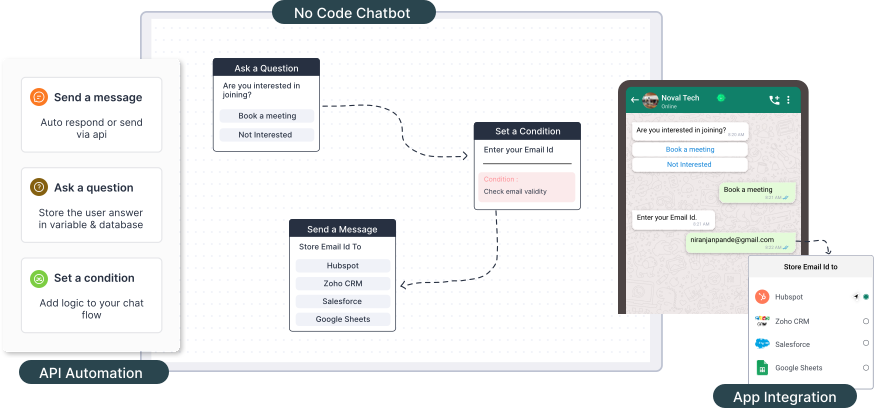 No Code Chatbot
Send a message
Auto respond or send
via api
Ask a question
Store the user answer
in variable & database
Set a condition
Add logic to your chat
flow
API Automation
Ask a Question
Are you interested in
joining?
Book a meeting
Not Interested
Set a Condition
Enter your Email Id
Condition :
Check email validity
Send a Message
Store Email Id To
Hubspot
Zoho CRM
Salesforce
Google Sheets
Noval Tech
Online
Are you interested in joining?
Book a meeting
Not Interested
Book a meeting
Enter your Email Id.
niranjanpande@gmail.com
Store Email Id to
Hubspot
Zoho CRM
Salesforce
Google Sheets
App Integration